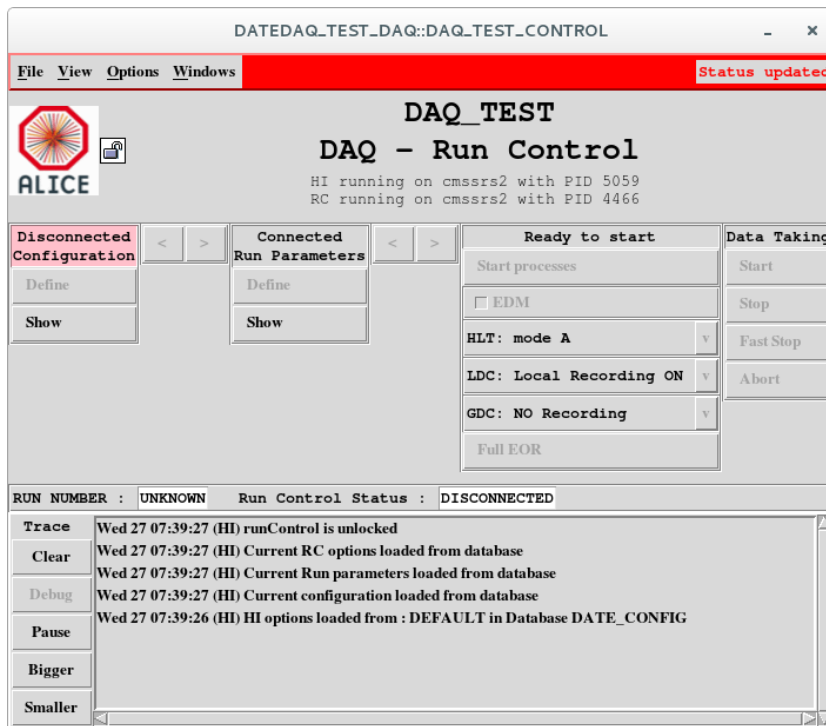 DATEDAQ_TEST_DAQ::DAQ_TEST_CONTROL
File View Options Windows
Status updated
DAQ_TEST
DAQ – Run Control
HI running on cmssrs2 with PID 5059
RC running on cmssrs2 with PID 4466
ALICE
Disconnected
Configuration
< >
Define
Show
Connected
Run Parameters
< >
Define
Show
Ready to start
Start processes
EDM
HLT: mode A v
LDC: Local Recording ON v
GDC: NO Recording v
Full EOR
Data Taking
Start
Stop
Fast Stop
Abort
RUN NUMBER : UNKNOWN Run Control Status : DISCONNECTED
Trace
Clear
Debug
Pause
Bigger
Smaller
Wed 27 07:39:27 (HI) runControl is unlocked
Wed 27 07:39:27 (HI) Current RC options loaded from database
Wed 27 07:39:27 (HI) Current Run parameters loaded from database
Wed 27 07:39:27 (HI) Current configuration loaded from database
Wed 27 07:39:26 (HI) HI options loaded from : DEFAULT in Database DATE_CONFIG